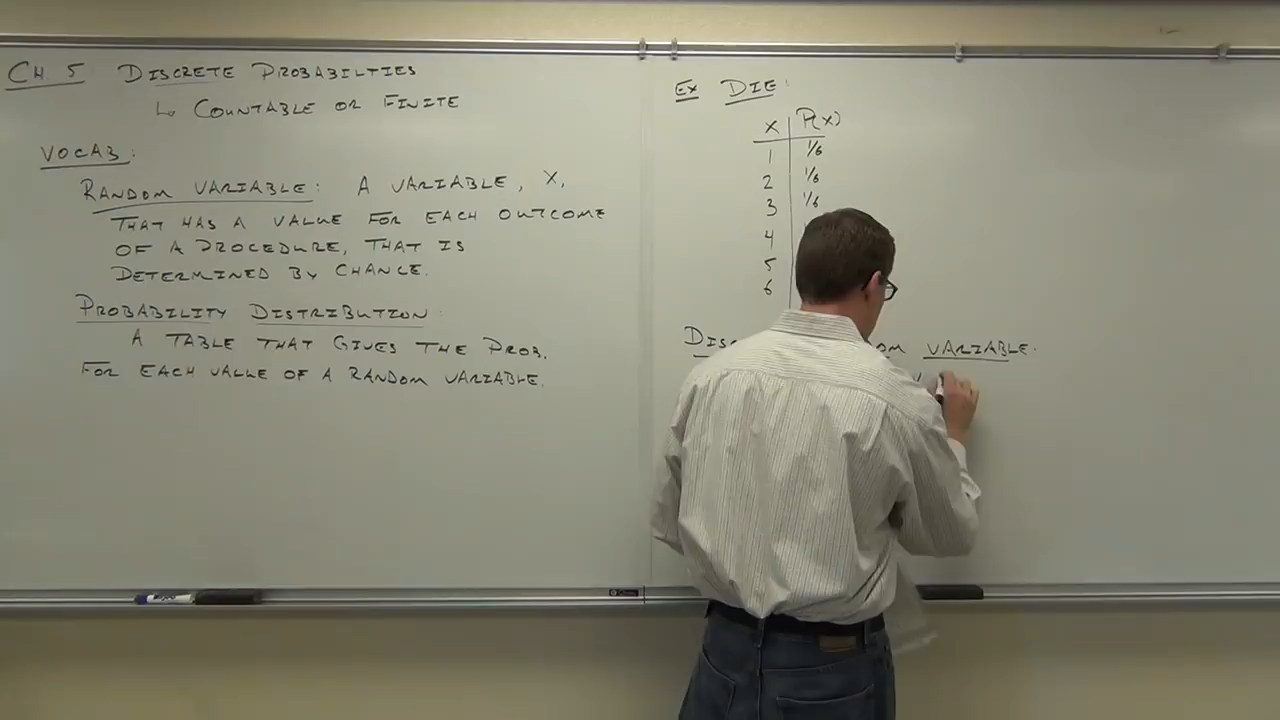 CH 5 DISCRETE PROBABILTIES
↳ COUNTABLE OR FINITE
VOCAB:
RANDOM VARIABLE: A VARIABLE, X,
THAT HAS A VALUE FOR EACH OUTCOME
OF A PROCEDURE, THAT IS
DETERMINED BY CHANCE.
PROBABILITY DISTRIBUTION:
A TABLE THAT GIVES THE PROB.
FOR EACH VALUE OF A RANDOM VARIABLE.
EX DIE:
X P(X)
1 1/6
2 1/6
3 1/6
4
5
6
VARIABLE.